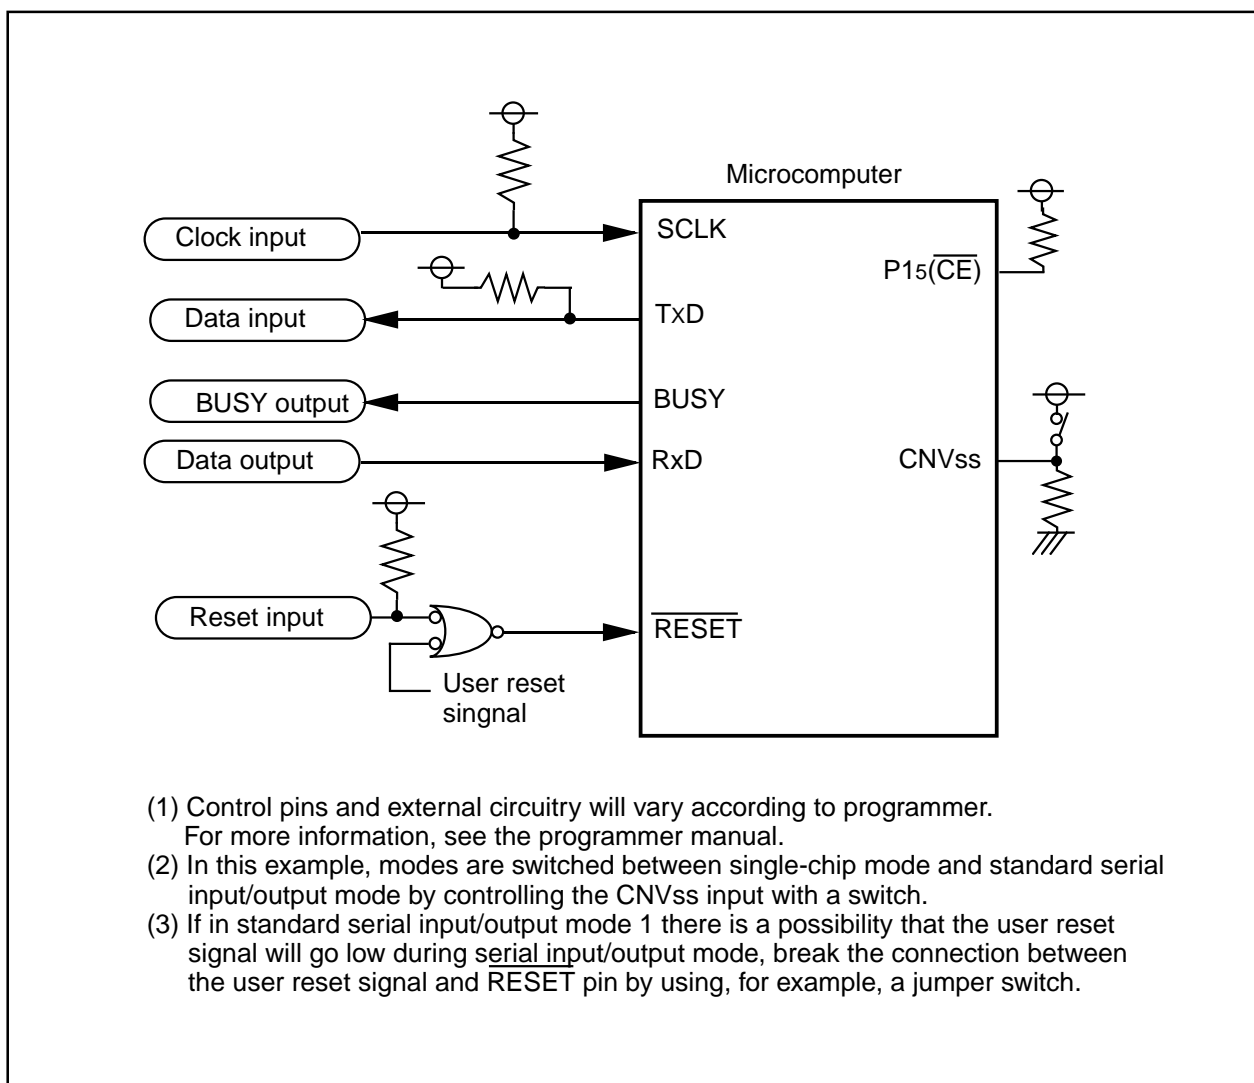 Microcomputer
Clock input
SCLK
P15(CE)
Data input
TxD
BUSY output
BUSY
Data output
RxD
CNVss
Reset input
RESET
User reset
singnal
(1) Control pins and external circuitry will vary according to programmer.
For more information, see the programmer manual.
(2) In this example, modes are switched between single-chip mode and standard serial
input/output mode by controlling the CNVss input with a switch.
(3) If in standard serial input/output mode 1 there is a possibility that the user reset
signal will go low during serial input/output mode, break the connection between
the user reset signal and RESET pin by using, for example, a jumper switch.